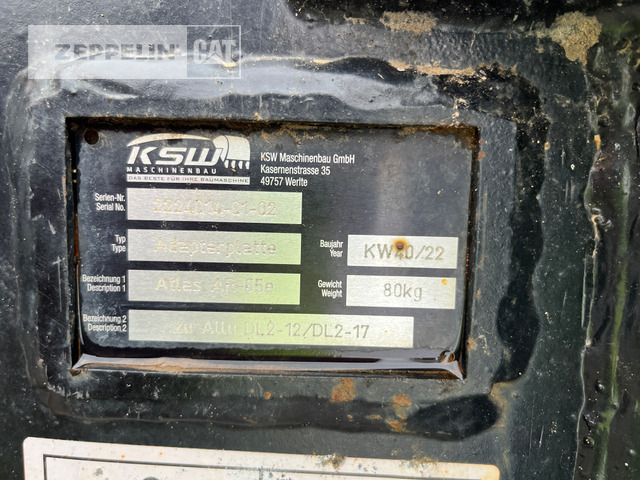 ZEPPELIN CAT
KSW
MASCHINENBAU
DAS BESTE FÜR IHRE BAUMASCHINE
KSW Maschinenbau GmbH
Kasernenstrasse 35
49757 Werlte
Serien-Nr.
Serial No.
Typ
Type
Adapterplatte
Baujahr
Year
KW40/22
Bezeichnung 1
Description 1
Atlas
Gewicht
Weight
80kg
Bezeichnung 2
Description 2
zu DL2-12/DL2-17